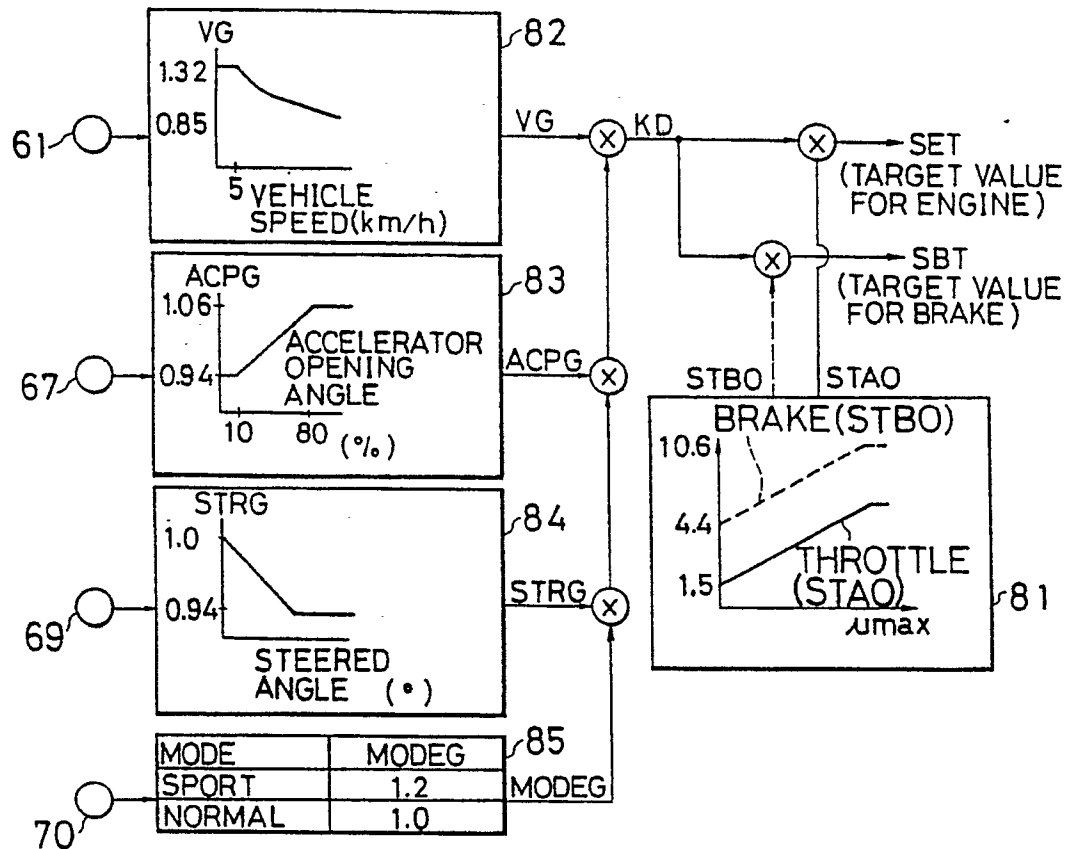 VG
82
1.32
0.85
5
VEHICLE
SPEED(km/h)
61
VG
KD
SET
(TARGET VALUE
FOR ENGINE)
SBT
(TARGET VALUE
FOR BRAKE)
ACPG
83
1.06
0.94
ACCELERATOR
OPENING
ANGLE
10
80
(%)
67
ACPG
STBO
STAO
BRAKE(STBO)
10.6
4.4
1.5
THROTTLE
(STAO)
μmax
81
STRG
84
1.0
0.94
STEERED
ANGLE (°)
69
STRG
85
MODE MODEG
SPORT 1.2
NORMAL 1.0
70
MODEG